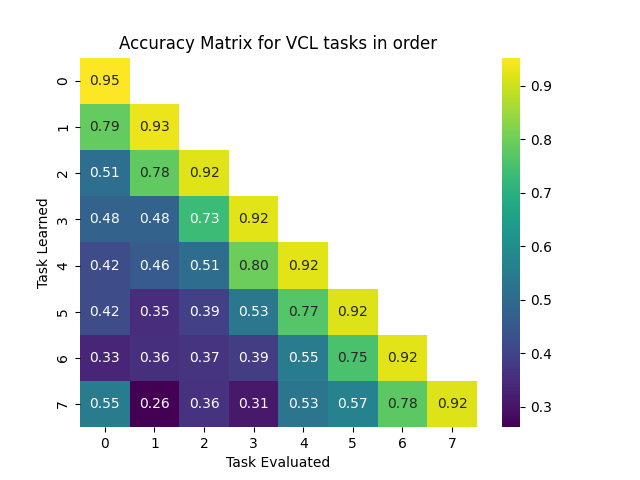 Accuracy Matrix for VCL tasks in order
0 0.95
1 0.79 0.93
2 0.51 0.78 0.92
3 0.48 0.48 0.73 0.92
4 0.42 0.46 0.51 0.80 0.92
5 0.42 0.35 0.39 0.53 0.77 0.92
6 0.33 0.36 0.37 0.39 0.55 0.75 0.92
7 0.55 0.26 0.36 0.31 0.53 0.57 0.78 0.92
0 1 2 3 4 5 6 7
Task Learned
Task Evaluated
0.9
0.8
0.7
0.6
0.5
0.4
0.3